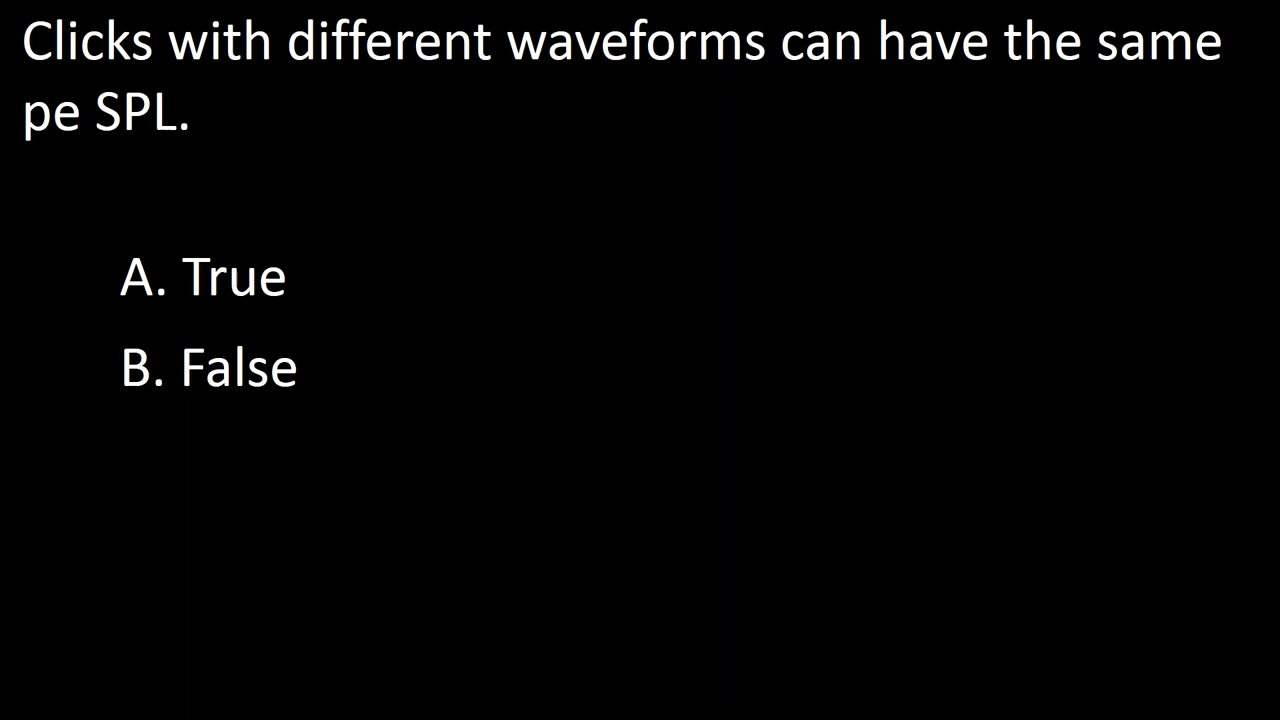 Clicks with different waveforms can have the same
pe SPL.
A. True
B. False